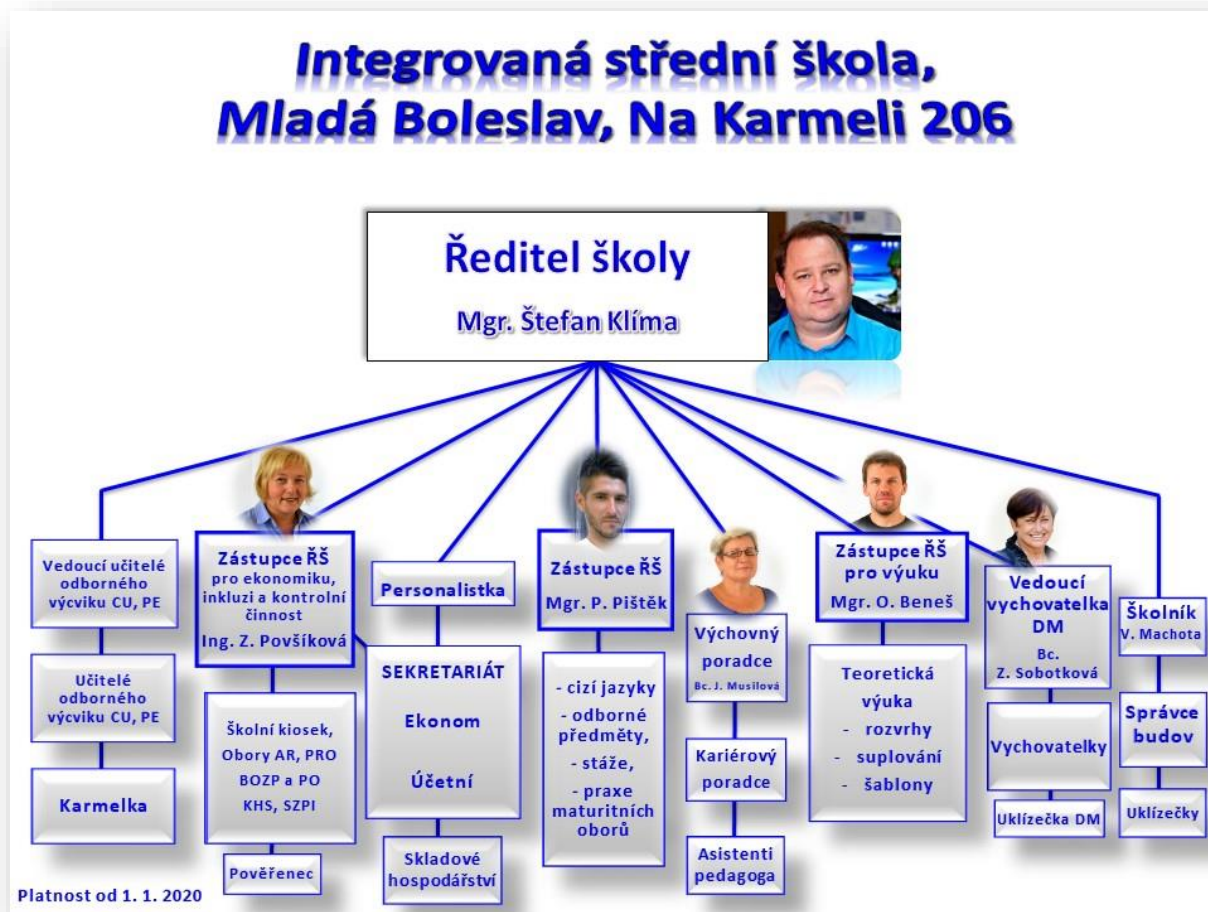 Integrovaná střední škola,
Mladá Boleslav, Na Karmeli 206
Ředitel školy
Mgr. Štefan Klíma
Vedoucí učitelé
odborného
výcviku CU, PE
Učitelé
odborného
výcviku CU, PE
Karmelka
Zástupce ŘŠ
pro ekonomiku,
inkluzi a kontrolní
činnost
Ing. Z. Povšíková
Školní kiosek,
Obory AR, PRO
BOZP a PO
KHS, SZPI
Pověřenec
Personalistka
SEKRETARIÁT
Ekonom
Účetní
Skladové
hospodářství
Zástupce ŘŠ
Mgr. P. Pištěk
- cizí jazyky
- odborné
předměty,
- stáže,
- praxe
maturitních
oborů
Výchovný
poradce
Bc. J. Musilová
Kariérový
poradce
Asistenti
pedagoga
Zástupce ŘŠ
pro výuku
Mgr. O. Beneš
Teoretická
výuka
- rozvrhy
- suplování
- šablony
Vedoucí
vychovatelka
DM
Bc.
Z. Sobotková
Vychovatelky
Uklízečka DM
Školník
V. Machota
Správce
budov
Uklízečky
Platnost od 1. 1. 2020